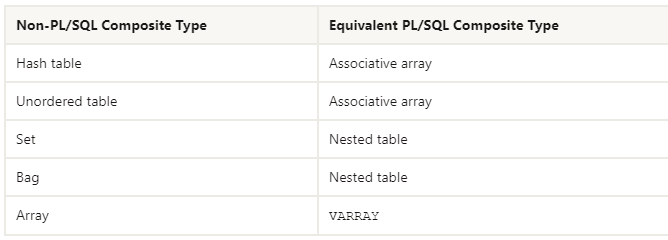 Non-PL/SQL Composite Type Equivalent PL/SQL Composite Type
Hash table Associative array
Unordered table Associative array
Set Nested table
Bag Nested table
Array VARRAY